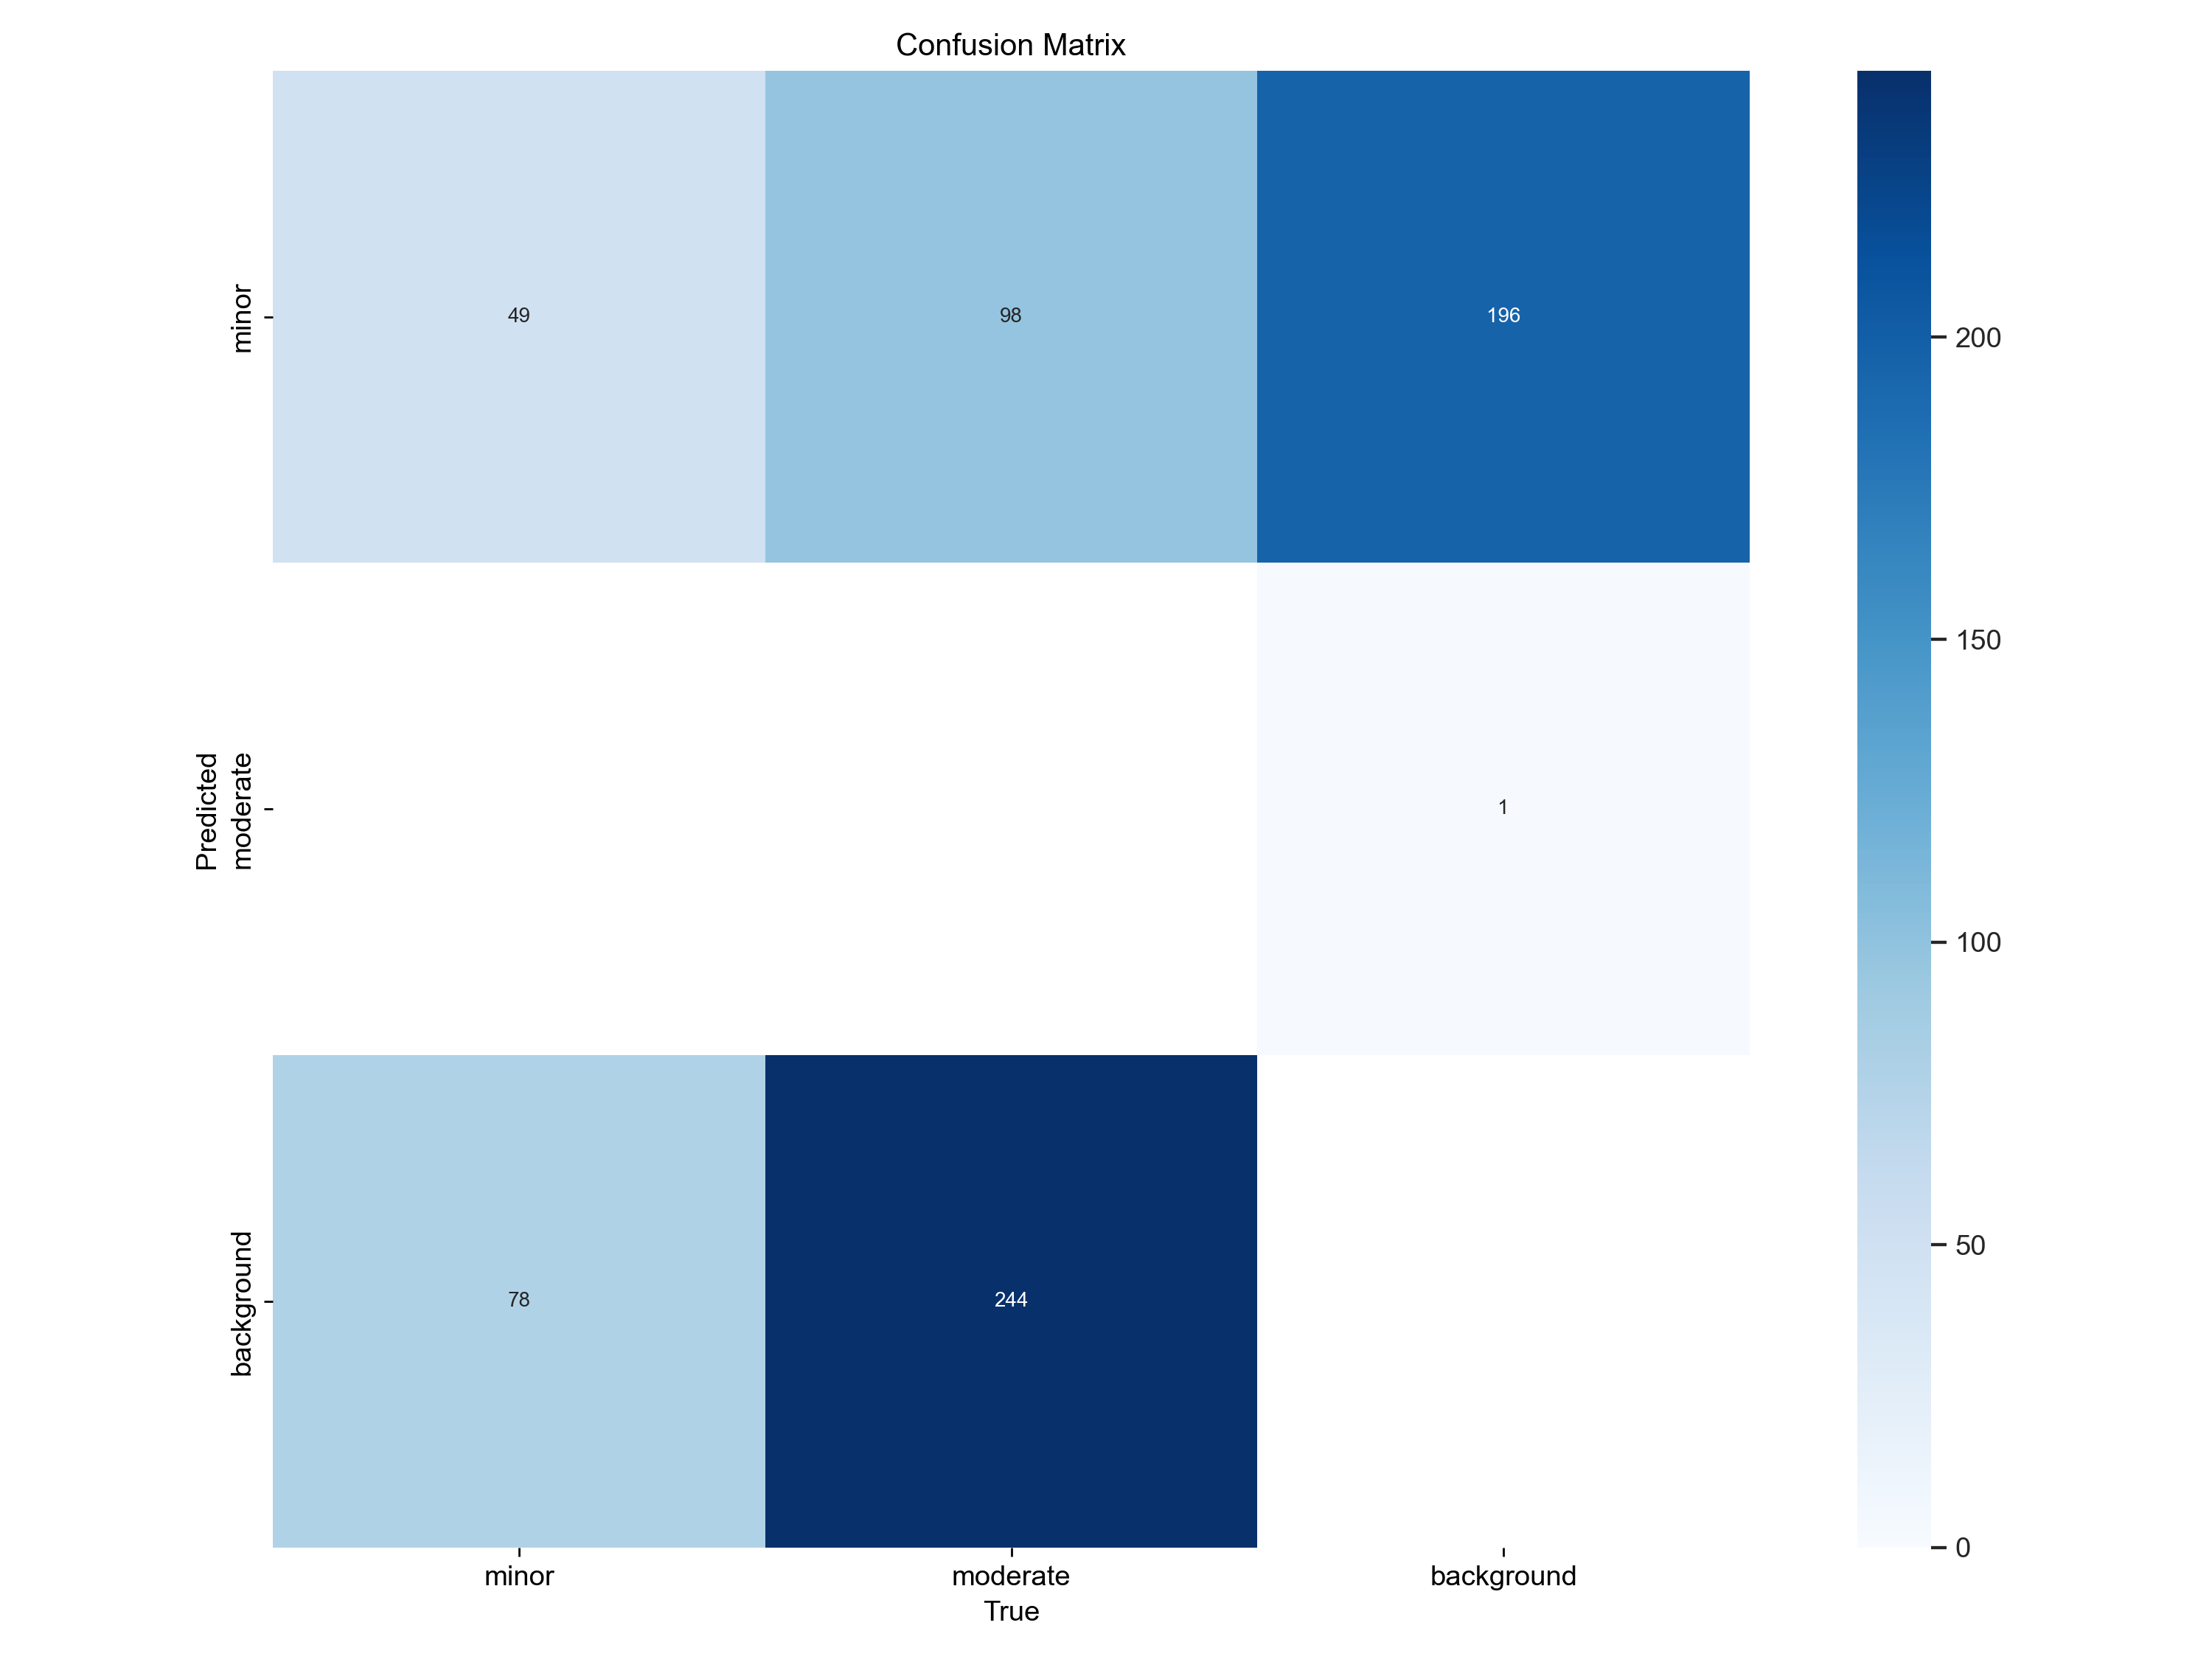 Confusion Matrix
minor
49
98
196
200
150
Predicted
moderate
1
100
background
78
244
50
0
minor
moderate
background
True